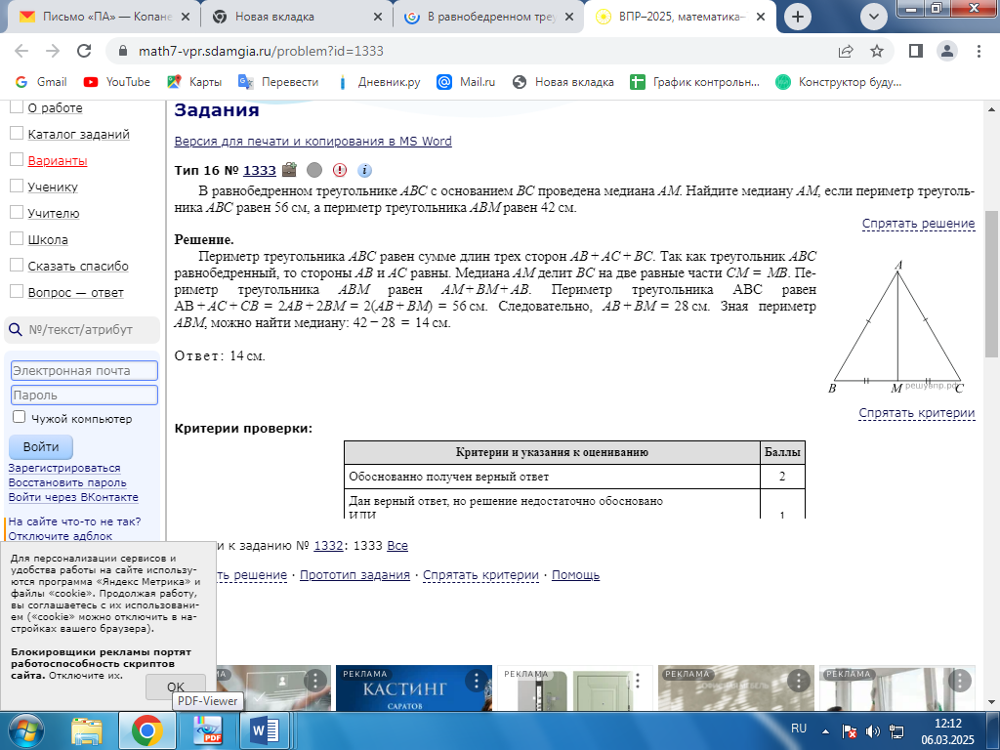 Письмо «ПА» — Копане
Новая вкладка
В равнобедренном треу
ВПР–2025, математика–
math7-vpr.sdamgia.ru/problem?id=1333
Gmail
YouTube
Карты
Перевести
Дневник.ру
Mail.ru
Новая вкладка
График контрольн...
Конструктор буду...
О работе
Каталог заданий
Варианты
Ученику
Учителю
Школа
Сказать спасибо
Вопрос — ответ
№/текст/атрибут
Электронная почта
Пароль
Чужой компьютер
Войти
Зарегистрироваться
Восстановить пароль
Войти через ВКонтакте
На сайте что-то не так?
Отключите адблок
Задания
Версия для печати и копирования в MS Word
Тип 16 № 1333
В равнобедренном треугольнике ABC с основанием BC проведена медиана AM. Найдите медиану AM, если периметр треуголь-
ника ABC равен 56 см, а периметр треугольника ABM равен 42 см.
Спрятать решение
Решение.
Периметр треугольника ABC равен сумме длин трех сторон AB + AC + BC. Так как треугольник ABC
равнобедренный, то стороны AB и AC равны. Медиана AM делит BC на две равные части CM = MB. Пе-
риметр треугольника ABM равен AM + BM + AB. Периметр треугольника ABC равен
AB + AC + CB = 2AB + 2BM = 2(AB + BM) = 56 см. Следовательно, AB + BM = 28 см. Зная периметр
ABM, можно найти медиану: 42 − 28 = 14 см.
Ответ: 14 см.
A
B
M
C
решуапр.рф
Спрятать критерии
Критерии проверки:
Критерии и указания к оцениванию
Баллы
Обоснованно получен верный ответ
2
Дан верный ответ, но решение недостаточно обосновано
ИЛИ
1
и к заданию № 1332: 1333 Все
ть решение · Прототип задания · Спрятать критерии · Помощь
Для персонализации сервисов и
удобства работы на сайте использу-
ются программа «Яндекс Метрика» и
файлы «cookie». Продолжая работу,
вы соглашаетесь с их использовани-
ем («cookie» можно отключить в на-
стройках вашего браузера).
Блокировщики рекламы портят
работоспособность скриптов
сайта. Отключите их.
OK
PDF-Viewer
МА
РЕКЛАМА
КАСТИНГ
САРАТОВ
РЕКЛАМА
РЕКЛАМА
РЕКЛАМА
PDF
RU
12:12
06.03.2025